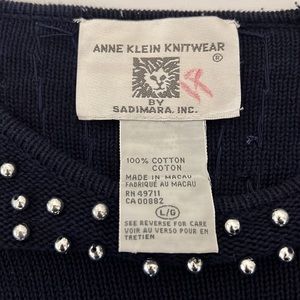 ANNE KLEIN KNITWEAR
®
BY
SADIMARA, INC.
100% COTTON
COTON
MADE IN MACAU
FABRIQUÉ AU MACAU
RN 49711
CA 00882
L/G
SEE REVERSE FOR CARE
VOIR AU VERSO POUR EN
TRETIEN